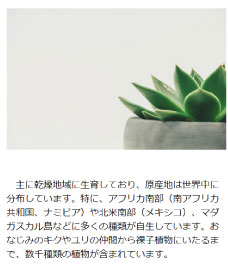 主に乾燥地域に生育しており、原産地は世界中に
分布しています。特に、アフリカ南部（南アフリカ
共和国、ナミビア）や北米南部（メキシコ）、マダ
ガスカル島などに多くの種類が自生しています。お
なじみのキクやユリの仲間から裸子植物にいたるま
で、数千種類の植物が含まれています。